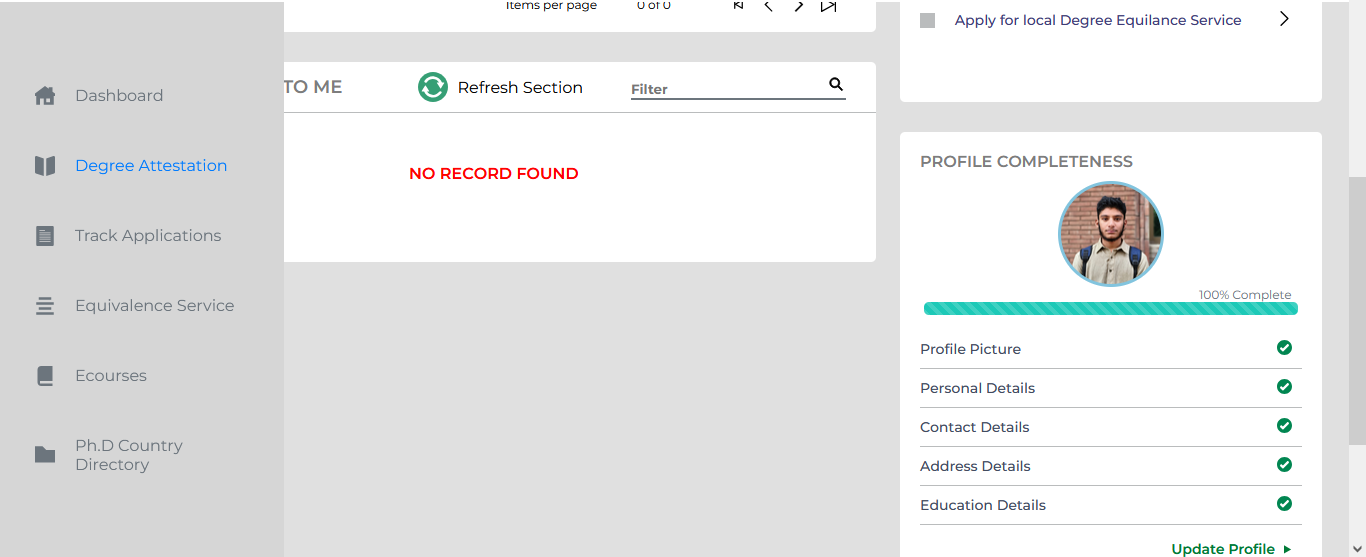 Items per page 0 of 0
Apply for local Degree Equilance Service
Dashboard
Degree Attestation
Track Applications
Equivalence Service
Ecourses
Ph.D Country
Directory
TO ME
Refresh Section
Filter
NO RECORD FOUND
PROFILE COMPLETENESS
100% Complete
Profile Picture
Personal Details
Contact Details
Address Details
Education Details
Update Profile